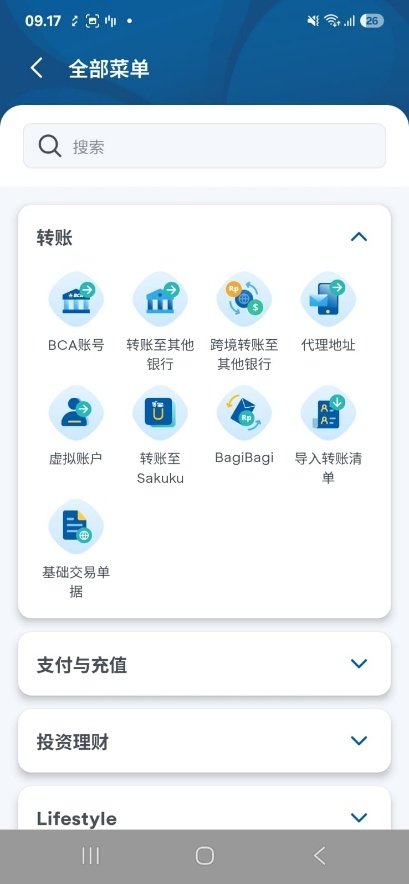 09.17
26
全部菜单
搜索
转账
BCA账号
转账至其他
银行
跨境转账至
其他银行
代理地址
Rp
$
虚拟账户
转账至
Sakuku
BagiBagi
导入转账清
单
Rp
基础交易单
据
支付与充值
投资理财
Lifestyle